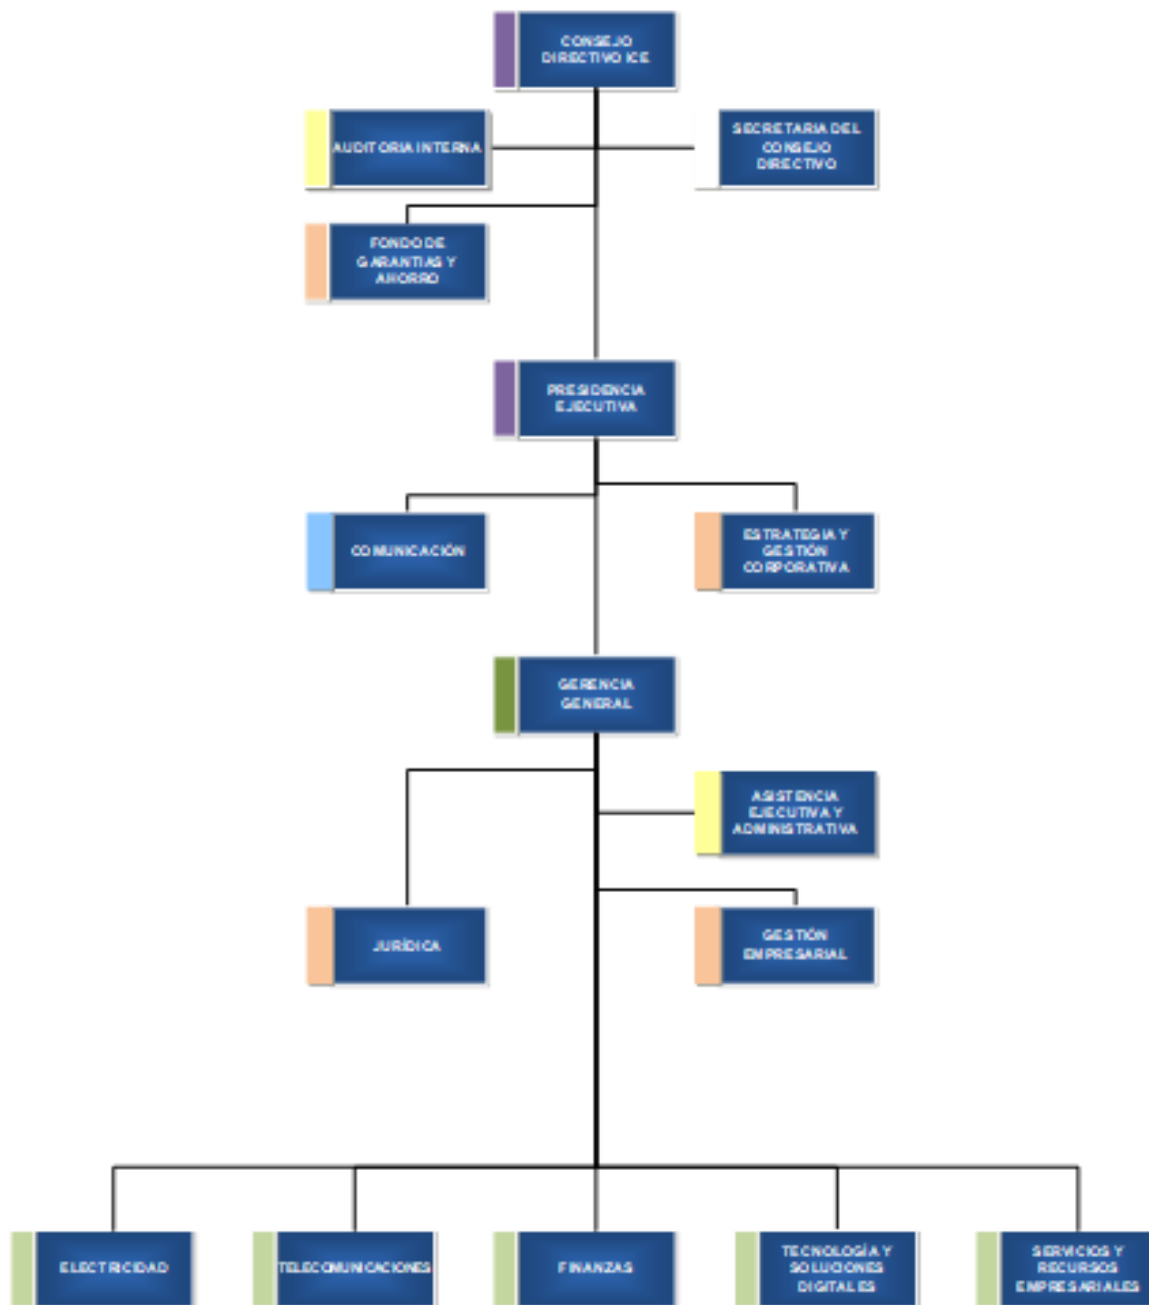 CONSEJO
DIRECTIVO ICE
AUDITORIA INTERNA
SECRETARIA DEL
CONSEJO
DIRECTIVO
FONDO DE
GARANTIAS Y
AHORRO
PRESIDENCIA
EJECUTIVA
COMUNICACIÓN
ESTRATEGIA Y
GESTIÓN
CORPORATIVA
GERENCIA
GENERAL
ASISTENCIA
EJECUTIVA Y
ADMINISTRATIVA
JURÍDICA
GESTIÓN
EMPRESARIAL
ELECTRICIDAD
TELECOMUNICACIONES
FINANZAS
TECNOLOGÍA Y
SOLUCIONES
DIGITALES
SERVICIOS Y
RECURSOS
EMPRESARIALES